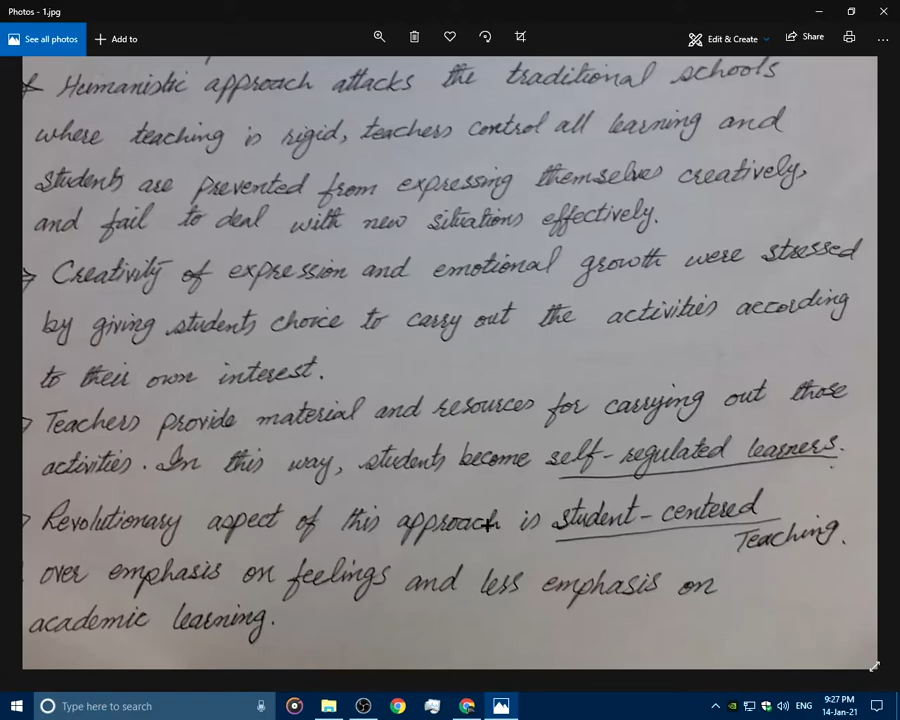 Photos - 1.jpg
See all photos
Add to
Edit & Create
Share
Humanistic approach attacks the traditional schools
where teaching is rigid, teachers control all learning and
students are prevented from expressing themselves creatively,
and fail to deal with new situations effectively.
Creativity of expression and emotional growth were stressed
by giving students choice to carry out the activities according
to their own interest.
Teachers provide material and resources for carrying out those
activities. In this way, students become self-regulated learners.
Revolutionary aspect of this approach is student-centered
Teaching.
over emphasis on feelings and less emphasis on
academic learning.
Type here to search
ENG
9:27 PM
14-Jan-21